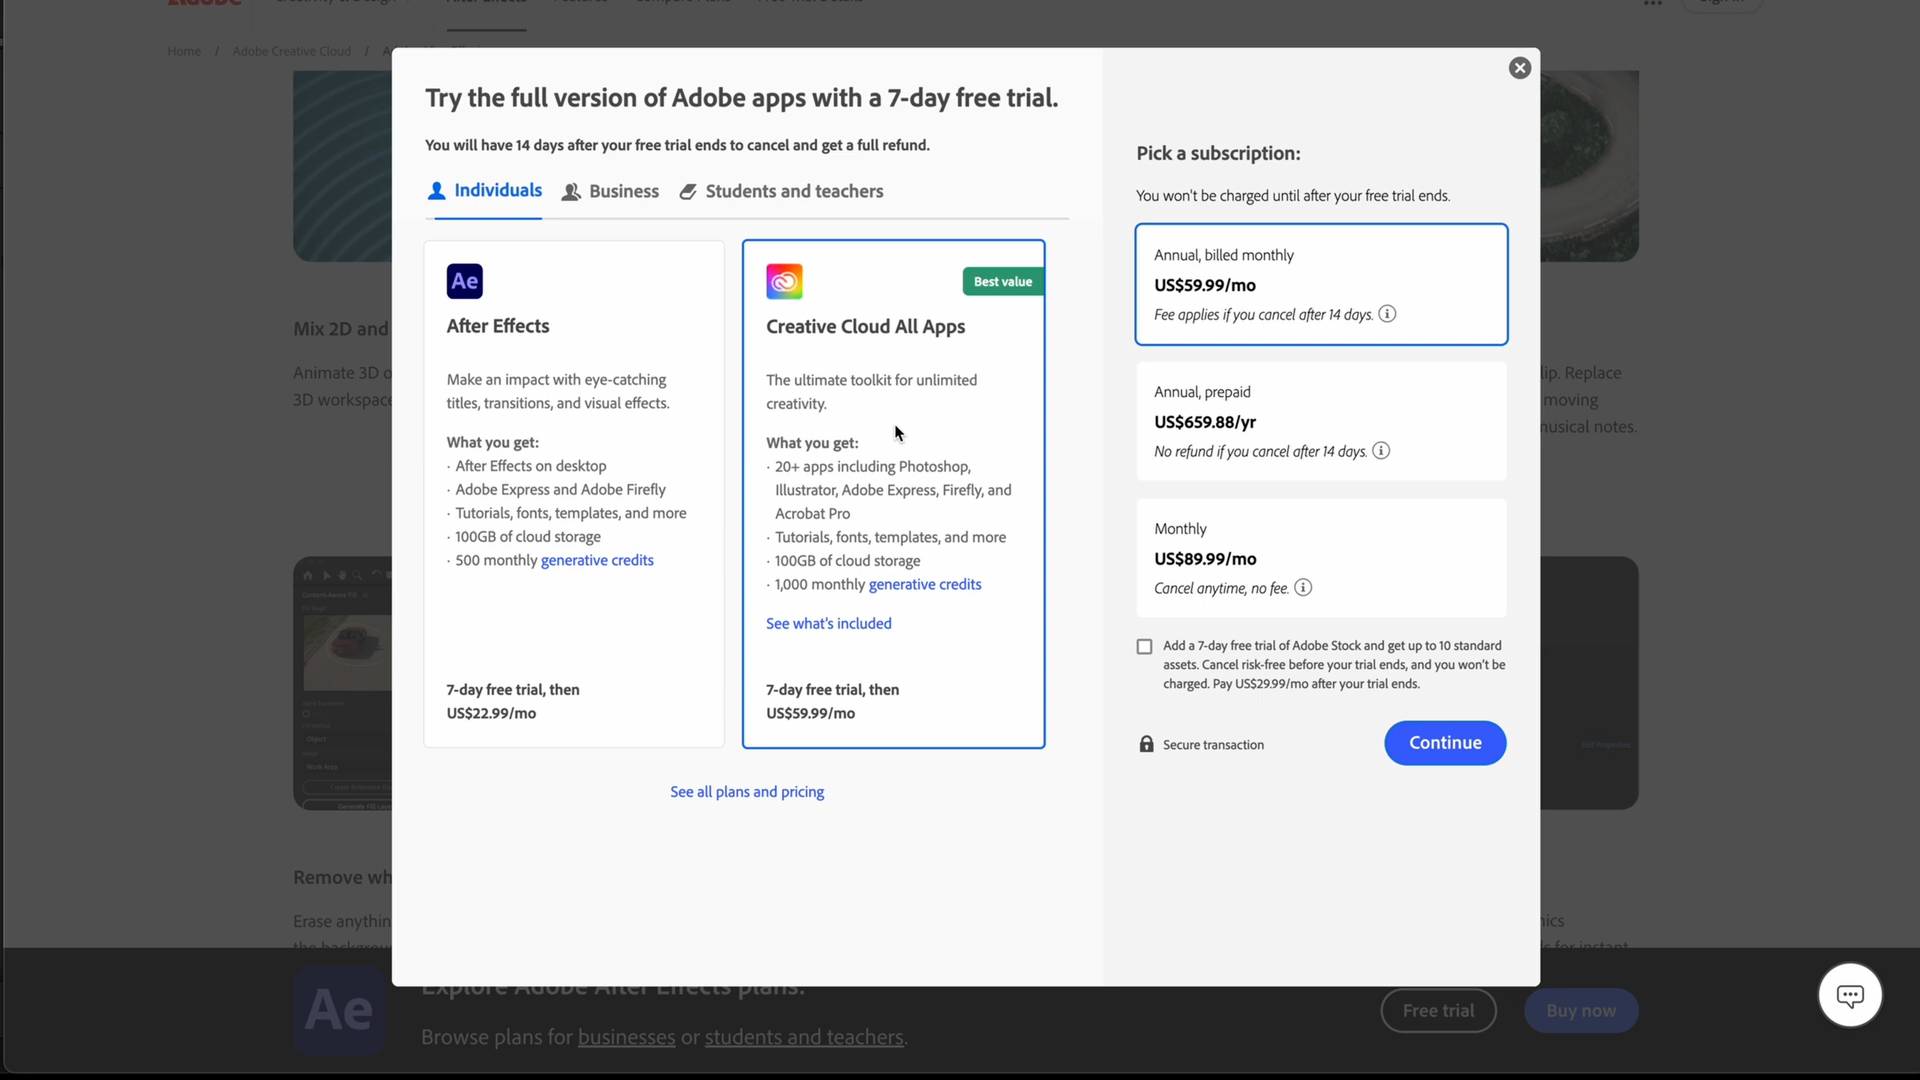 Home / Adobe Creative Cloud /
Try the full version of Adobe apps with a 7-day free trial.
You will have 14 days after your free trial ends to cancel and get a full refund.
Individuals
Business
Students and teachers
Ae
After Effects
Make an impact with eye-catching
titles, transitions, and visual effects.
What you get:
· After Effects on desktop
· Adobe Express and Adobe Firefly
· Tutorials, fonts, templates, and more
· 100GB of cloud storage
· 500 monthly generative credits
7-day free trial, then
US$22.99/mo
Best value
Creative Cloud All Apps
The ultimate toolkit for unlimited
creativity.
What you get:
· 20+ apps including Photoshop,
Illustrator, Adobe Express, Firefly, and
Acrobat Pro
· Tutorials, fonts, templates, and more
· 100GB of cloud storage
· 1,000 monthly generative credits
See what's included
7-day free trial, then
US$59.99/mo
See all plans and pricing
Pick a subscription:
You won't be charged until after your free trial ends.
Annual, billed monthly
US$59.99/mo
Fee applies if you cancel after 14 days.
Annual, prepaid
US$659.88/yr
No refund if you cancel after 14 days.
Monthly
US$89.99/mo
Cancel anytime, no fee.
Add a 7-day free trial of Adobe Stock and get up to 10 standard
assets. Cancel risk-free before your trial ends, and you won't be
charged. Pay US$29.99/mo after your trial ends.
Secure transaction
Continue
Mix 2D and
Animate 3D
3D workspace
Replace
moving
musical notes.
Remove
Erase
Ae
Explore Adobe After Effects plans.
Browse plans for businesses or students and teachers.
Free trial
Buy now